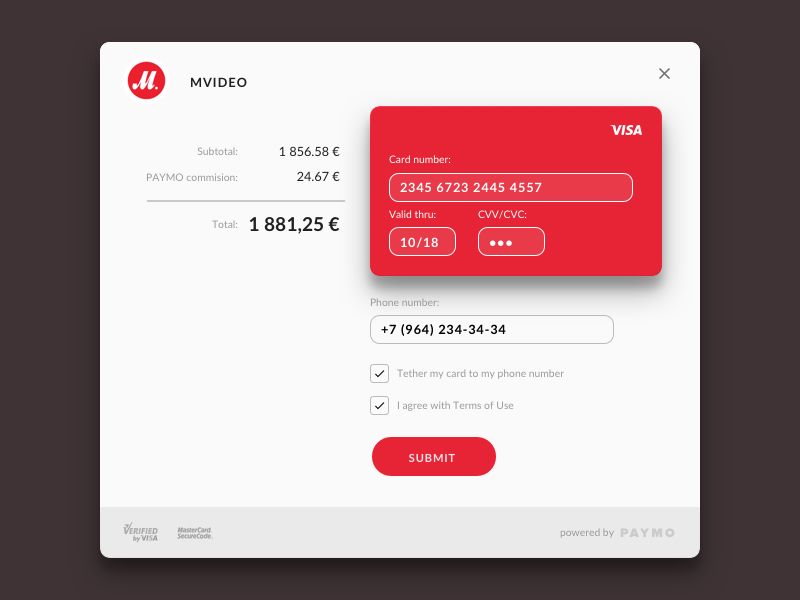 M.
MVIDEO
Subtotal: 1 856.58 €
PAYMO commision: 24.67 €
Total: 1 881,25 €
VISA
Card number:
2345 6723 2445 4557
Valid thru: CVV/CVC:
10/18 •••
Phone number:
+7 (964) 234-34-34
Tether my card to my phone number
I agree with Terms of Use
SUBMIT
VERIFIED
by VISA
MasterCard.
SecureCode.
powered by PAYMO